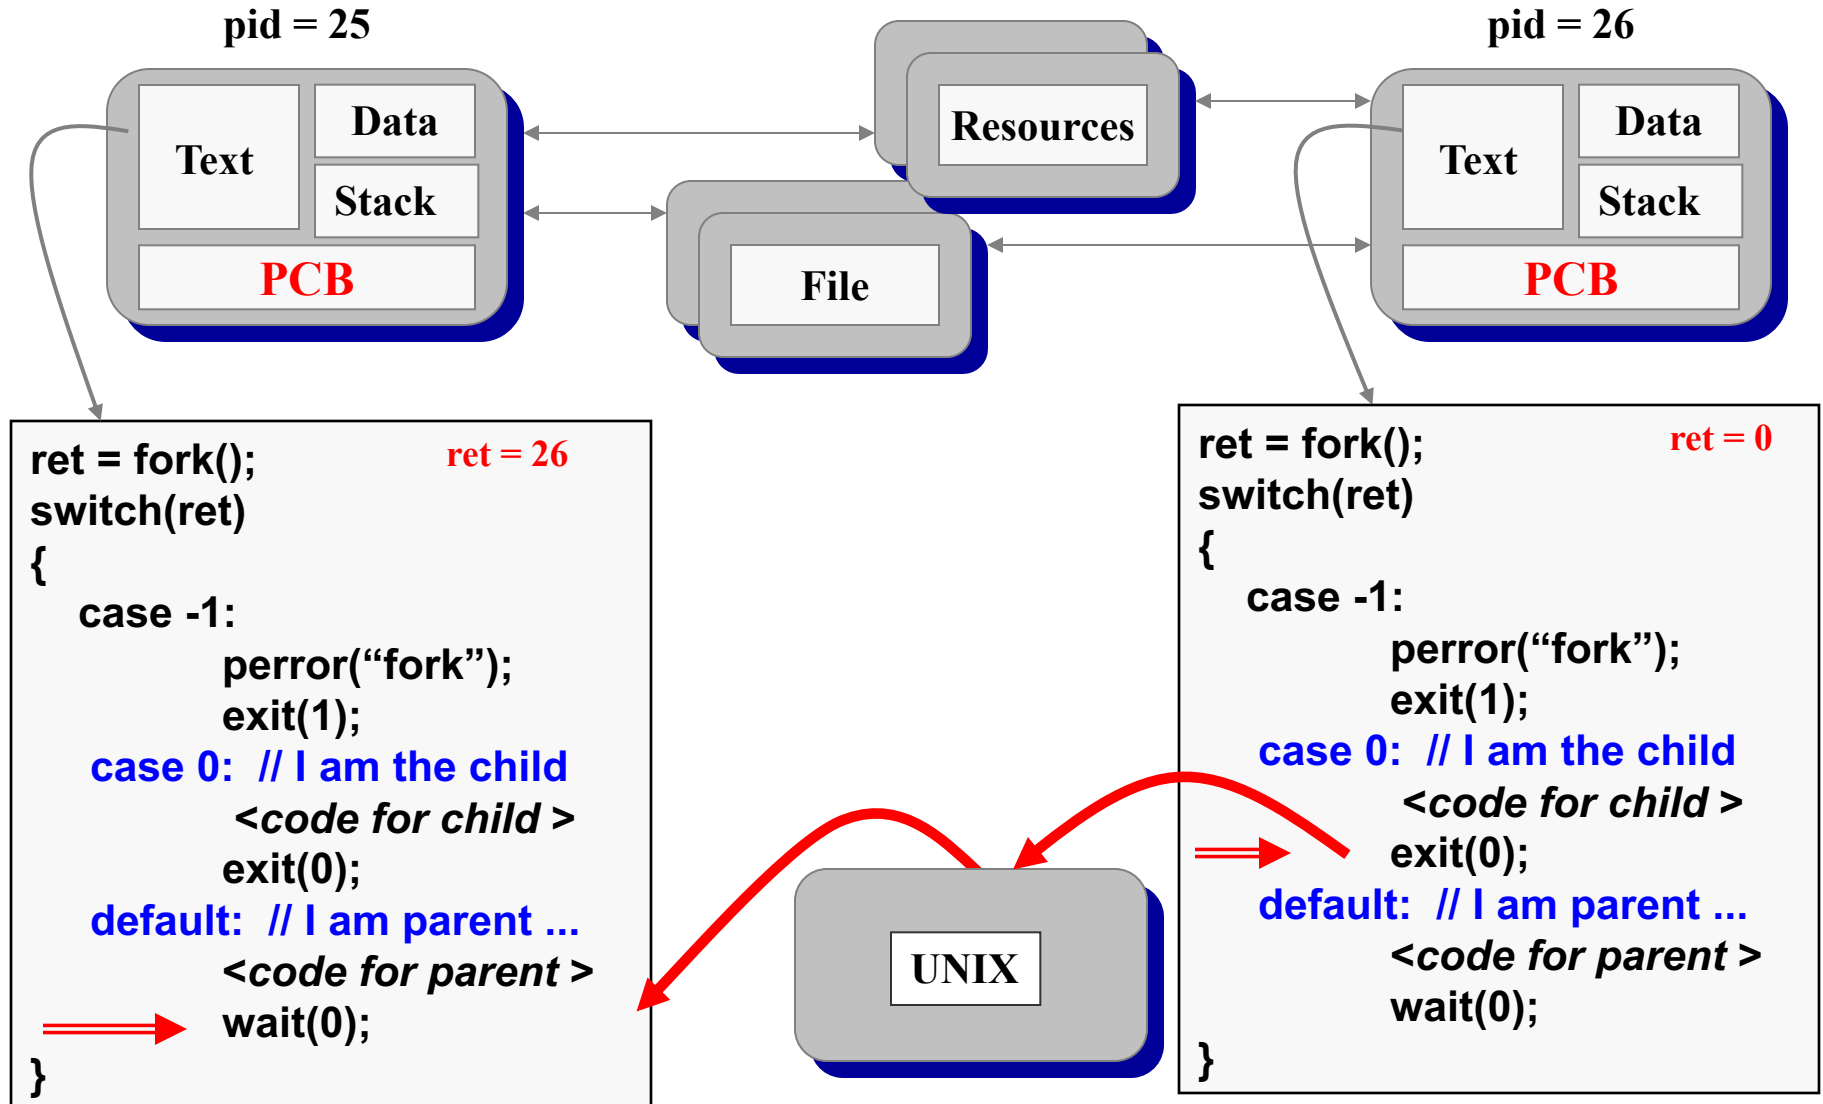 pid = 25
pid = 26
Text
Data
Stack
PCB
Resources
File
Text
Data
Stack
PCB
ret = fork();
ret = 26
switch(ret)
{
case -1:
perror(“fork”);
exit(1);
case 0: // I am the child
<code for child >
exit(0);
default: // I am parent ...
<code for parent >
wait(0);
}
UNIX
ret = fork();
ret = 0
switch(ret)
{
case -1:
perror(“fork”);
exit(1);
case 0: // I am the child
<code for child >
exit(0);
default: // I am parent ...
<code for parent >
wait(0);
}